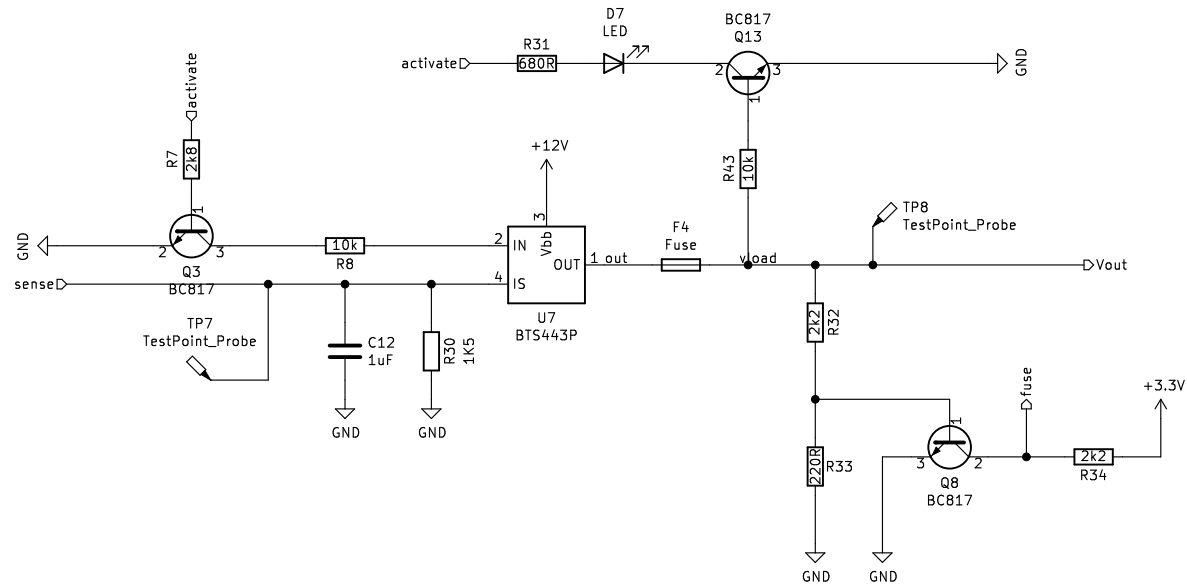 D7
LED
BC817
Q13
R31
680R
activate
2
3
GND
1
activate
R7
2k8
1
+12V
R43
10k
TP8
TestPoint_Probe
3
Vbb
F4
Fuse
GND
2
3
10k
R8
2
IN
OUT
1
out
vload
Vout
Q3
BC817
sense
4
IS
U7
BTS443P
TP7
TestPoint_Probe
C12
1uF
R30
1K5
2k2
R32
GND
GND
fuse
+3.3V
1
3
2
2k2
R34
220R
R33
Q8
BC817
GND
GND